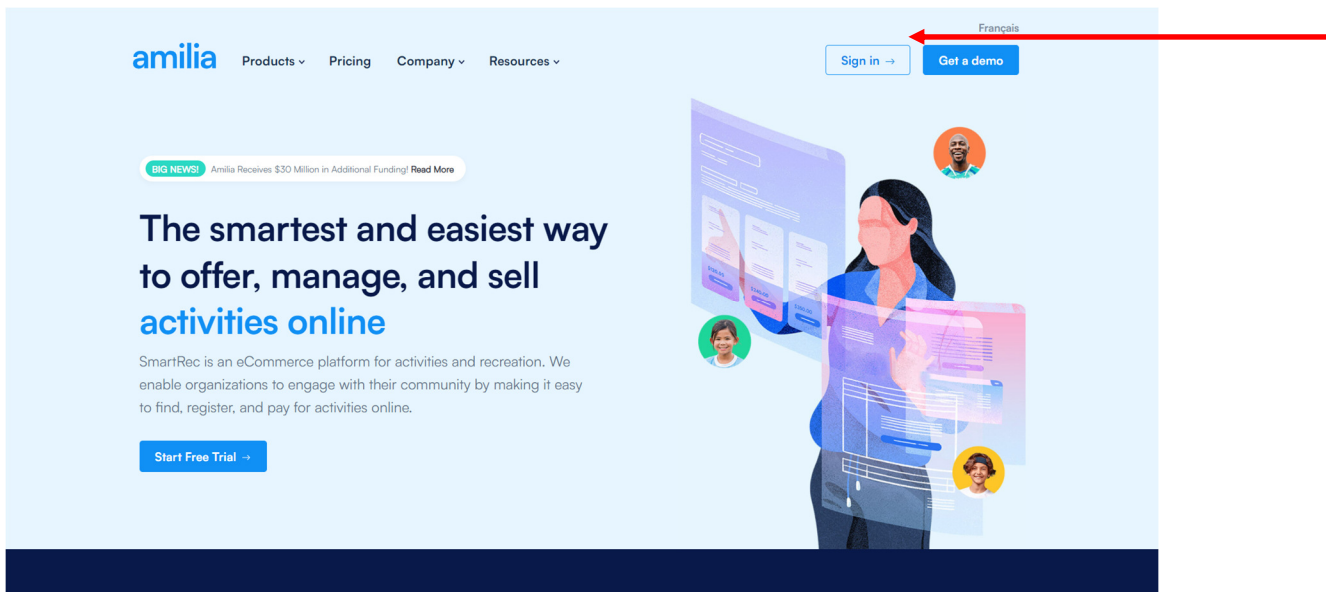 Français
amilia Products Pricing Company Resources Sign in → Get a demo
BIG NEWS! Amilia Receives $30 Million in Additional Funding! Read More
The smartest and easiest way
to offer, manage, and sell
activities online
SmartRec is an eCommerce platform for activities and recreation. We
enable organizations to engage with their community by making it easy
to find, register, and pay for activities online.
Start Free Trial →